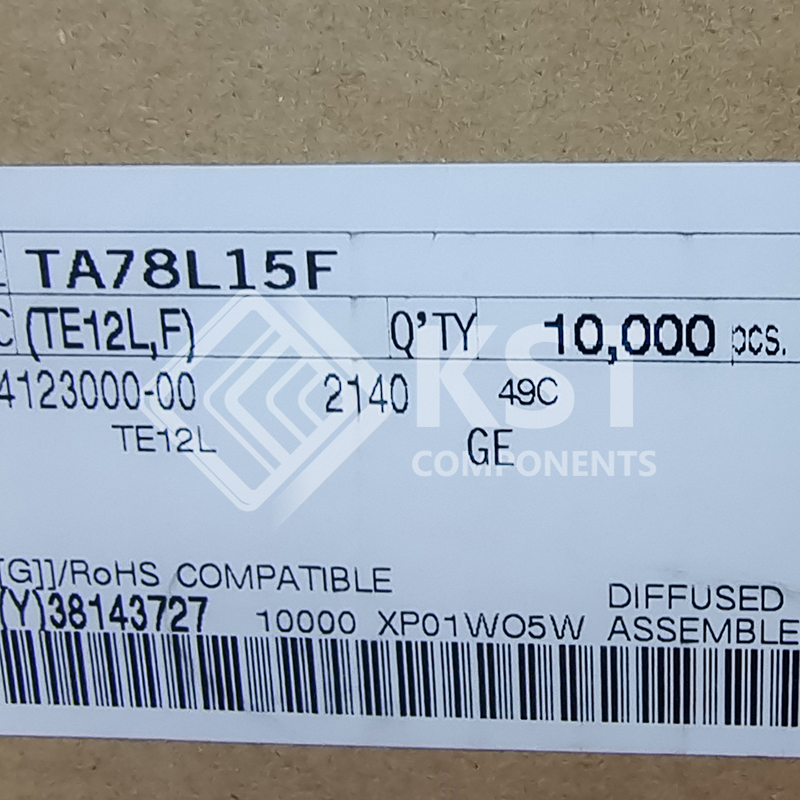 TA78L15F
(TE12L,F) Q'TY 10,000 pcs.
4123000-00 2140 49C
TE12L GE
KST
COMPONENTS
[G]]/RoHS COMPATIBLE
DIFFUSED
(Y)38143727 10000 XP01WO5W ASSEMBLE